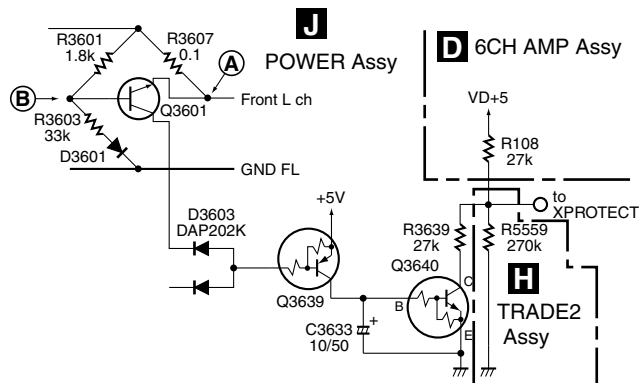 J
POWER Assy
D
6CH AMP Assy
R3601
1.8k
R3607
0.1
A
B
Q3601
Front L ch
R3603
33k
D3601
GND FL
VD+5
R108
27k
to
XPROTECT
D3603
DAP202K
+5V
Q3639
R3639
27k
R5559
270k
Q3640
C
B
E
C3633
10/50
+
H
TRADE2
Assy